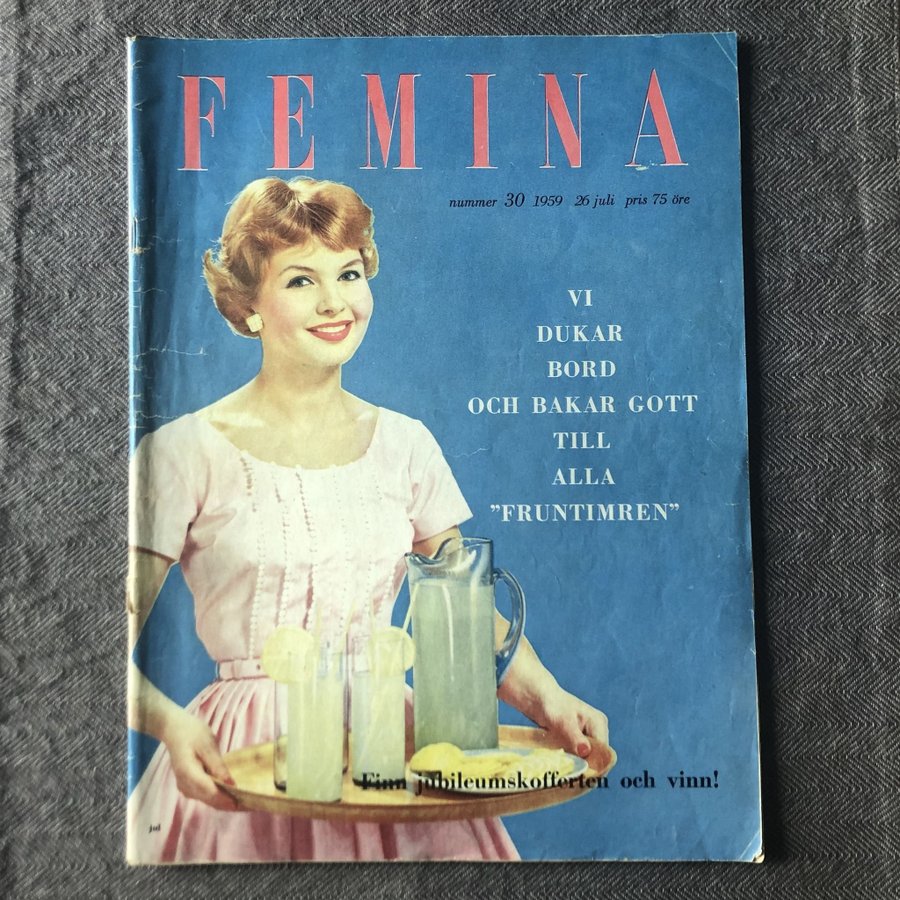 FEMINA
nummer 30 1959 26 juli pris 75 öre
VI
DUKAR
BORD
OCH BAKAR GOTT
TILL
ALLA
”FRUNTIMREN”
Finn jubileumskofferten och vinn!